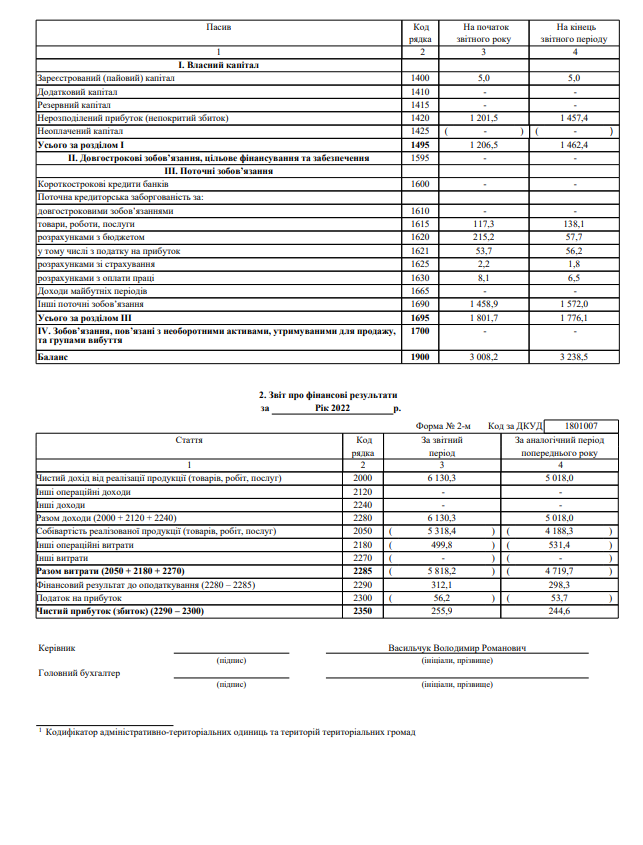 Пасив Код рядка На початок звітного року На кінець звітного періоду
1 2 3 4
I. Власний капітал
Зареєстрований (пайовий) капітал 1400 5,0 5,0
Додатковий капітал 1410 - -
Резервний капітал 1415 - -
Нерозподілений прибуток (непокритий збиток) 1420 1 201,5 1 457,4
Неоплачений капітал 1425 ( - ) ( - )
Усього за розділом I 1495 1 206,5 1 462,4
II. Довгострокові зобов’язання, цільове фінансування та забезпечення 1595 - -
III. Поточні зобов’язання
Короткострокові кредити банків 1600 - -
Поточна кредиторська заборгованість за:
довгостроковими зобов’язаннями 1610 - -
товари, роботи, послуги 1615 117,3 138,1
розрахунками з бюджетом 1620 215,2 57,7
у тому числі з податку на прибуток 1621 53,7 56,2
розрахунками зі страхування 1625 2,2 1,8
розрахунками з оплати праці 1630 8,1 6,5
Доходи майбутніх періодів 1665 - -
Інші поточні зобов’язання 1690 1 458,9 1 572,0
Усього за розділом III 1695 1 801,7 1 776,1
IV. Зобов’язання, пов’язані з необоротними активами, утримуваними для продажу, 1700 - -
та групами вибуття
Баланс 1900 3 008,2 3 238,5
2. Звіт про фінансові результати
за Рік 2022 р.
Форма № 2-м Код за ДКУД 1801007
Стаття Код рядка За звітний період За аналогічний період попереднього року
1 2 3 4
Чистий дохід від реалізації продукції (товарів, робіт, послуг) 2000 6 130,3 5 018,0
Інші операційні доходи 2120 - -
Інші доходи 2240 - -
Разом доходи (2000 + 2120 + 2240) 2280 6 130,3 5 018,0
Собівартість реалізованої продукції (товарів, робіт, послуг) 2050 ( 5 318,4 ) ( 4 188,3 )
Інші операційні витрати 2180 ( 499,8 ) ( 531,4 )
Інші витрати 2270 ( - ) ( - )
Разом витрати (2050 + 2180 + 2270) 2285 ( 5 818,2 ) ( 4 719,7 )
Фінансовий результат до оподаткування (2280 – 2285) 2290 312,1 298,3
Податок на прибуток 2300 ( 56,2 ) ( 53,7 )
Чистий прибуток (збиток) (2290 – 2300) 2350 255,9 244,6
Керівник Васильчук Володимир Романович
(підпис) (ініціали, прізвище)
Головний бухгалтер
(підпис) (ініціали, прізвище)
1 Кодифікатор адміністративно-територіальних одиниць та територій територіальних громад